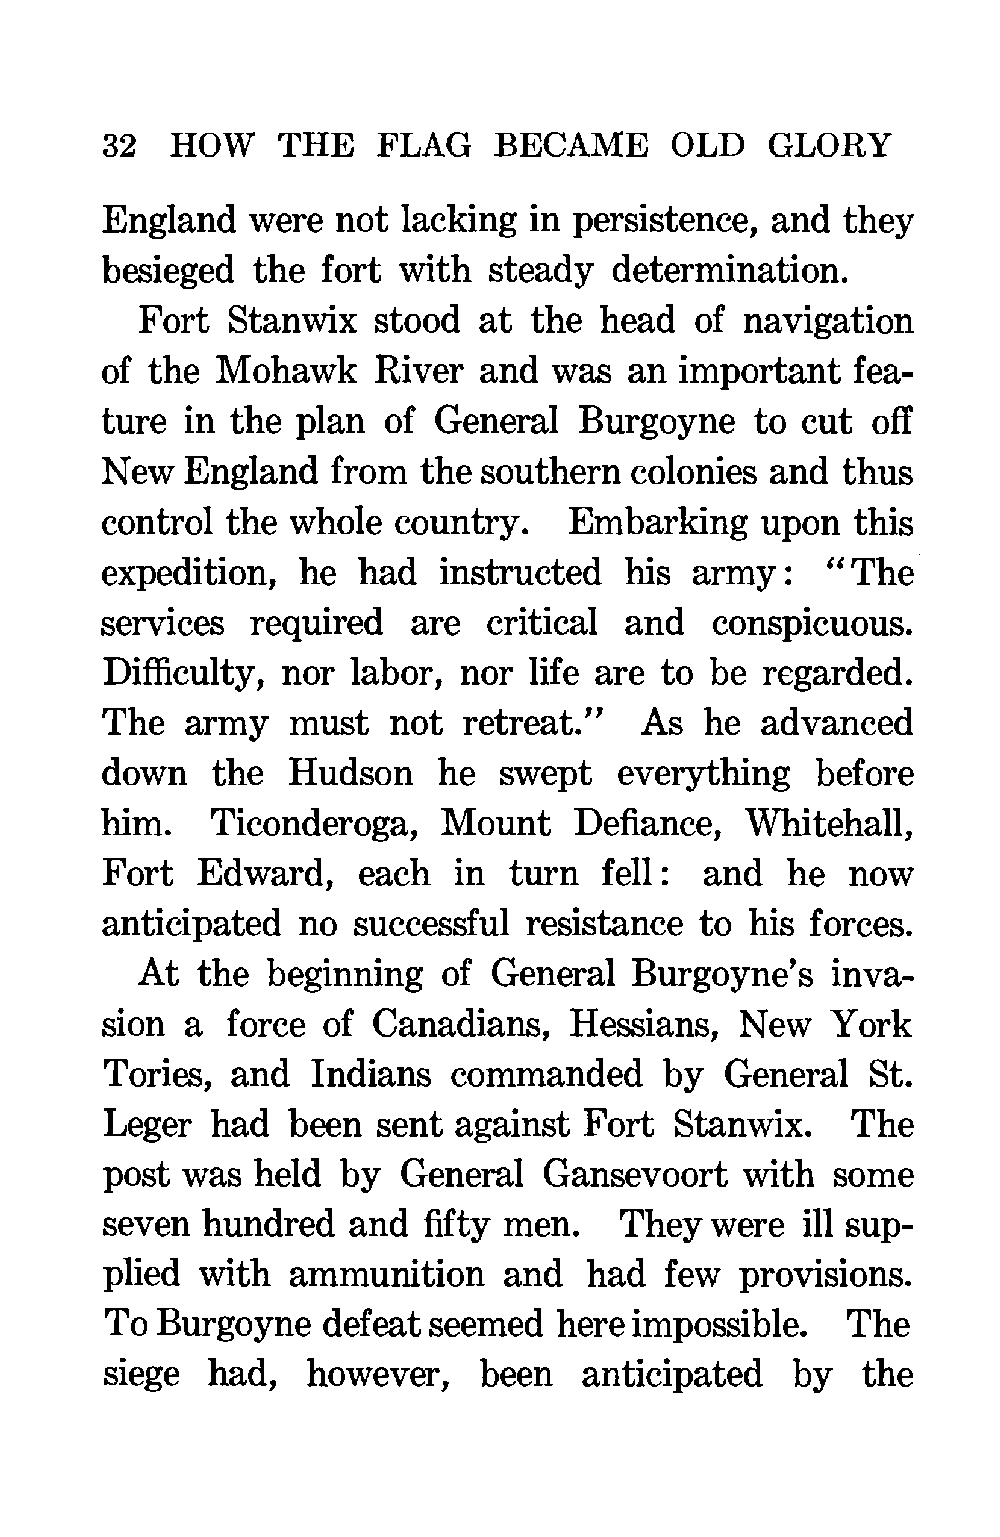 32 HOW THE FLAG BECAME OLD GLORY
England were not lacking in persistence, and they
besieged the fort with steady determination.
Fort Stanwix stood at the head of navigation
of the Mohawk River and was an important fea-
ture in the plan of General Burgoyne to cut off
New England from the southern colonies and thus
control the whole country. Embarking upon this
expedition, he had instructed his army: "The
services required are critical and conspicuous.
Difficulty, nor labor, nor life are to be regarded.
The army must not retreat." As he advanced
down the Hudson he swept everything before
him. Ticonderoga, Mount Defiance, Whitehall,
Fort Edward, each in turn fell: and he now
anticipated no successful resistance to his forces.
At the beginning of General Burgoyne's inva-
sion a force of Canadians, Hessians, New York
Tories, and Indians commanded by General St.
Leger had been sent against Fort Stanwix. The
post was held by General Gansevoort with some
seven hundred and fifty men. They were ill sup-
plied with ammunition and had few provisions.
To Burgoyne defeat seemed here impossible. The
siege had, however, been anticipated by the